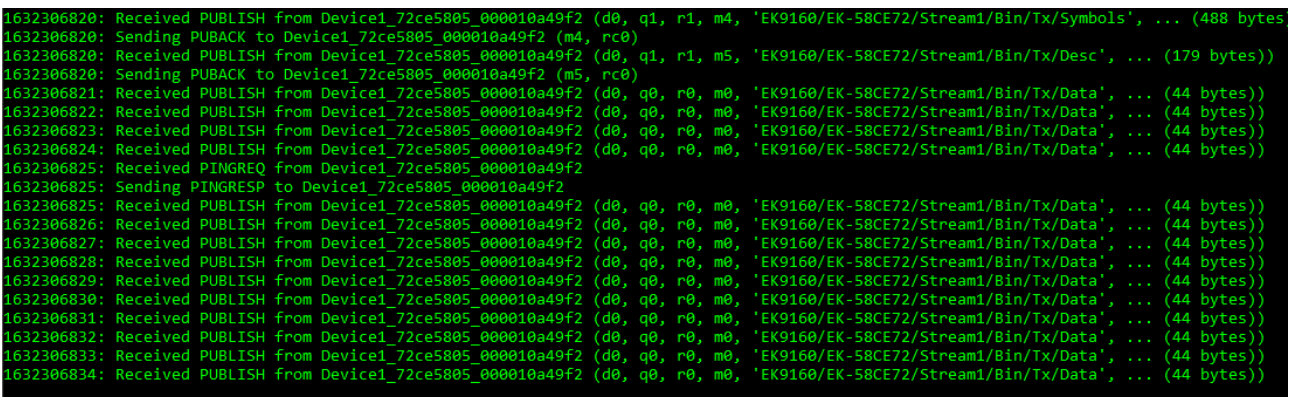 1632306820: Received PUBLISH from Device1_72ce5805_000010a49f2 (d0, q1, r1, m4, 'EK9160/EK-58CE72/Stream1/Bin/Tx/Symbols', ... (488 bytes
1632306820: Sending PUBACK to Device1_72ce5805_000010a49f2 (m4, rc0)
1632306820: Received PUBLISH from Device1_72ce5805_000010a49f2 (d0, q1, r1, m5, 'EK9160/EK-58CE72/Stream1/Bin/Tx/Desc', ... (179 bytes))
1632306820: Sending PUBACK to Device1_72ce5805_000010a49f2 (m5, rc0)
1632306821: Received PUBLISH from Device1_72ce5805_000010a49f2 (d0, q0, r0, m0, 'EK9160/EK-58CE72/Stream1/Bin/Tx/Data', ... (44 bytes))
1632306822: Received PUBLISH from Device1_72ce5805_000010a49f2 (d0, q0, r0, m0, 'EK9160/EK-58CE72/Stream1/Bin/Tx/Data', ... (44 bytes))
1632306823: Received PUBLISH from Device1_72ce5805_000010a49f2 (d0, q0, r0, m0, 'EK9160/EK-58CE72/Stream1/Bin/Tx/Data', ... (44 bytes))
1632306824: Received PUBLISH from Device1_72ce5805_000010a49f2 (d0, q0, r0, m0, 'EK9160/EK-58CE72/Stream1/Bin/Tx/Data', ... (44 bytes))
1632306825: Received PINGREQ from Device1_72ce5805_000010a49f2
1632306825: Sending PINGRESP to Device1_72ce5805_000010a49f2
1632306825: Received PUBLISH from Device1_72ce5805_000010a49f2 (d0, q0, r0, m0, 'EK9160/EK-58CE72/Stream1/Bin/Tx/Data', ... (44 bytes))
1632306826: Received PUBLISH from Device1_72ce5805_000010a49f2 (d0, q0, r0, m0, 'EK9160/EK-58CE72/Stream1/Bin/Tx/Data', ... (44 bytes))
1632306827: Received PUBLISH from Device1_72ce5805_000010a49f2 (d0, q0, r0, m0, 'EK9160/EK-58CE72/Stream1/Bin/Tx/Data', ... (44 bytes))
1632306828: Received PUBLISH from Device1_72ce5805_000010a49f2 (d0, q0, r0, m0, 'EK9160/EK-58CE72/Stream1/Bin/Tx/Data', ... (44 bytes))
1632306829: Received PUBLISH from Device1_72ce5805_000010a49f2 (d0, q0, r0, m0, 'EK9160/EK-58CE72/Stream1/Bin/Tx/Data', ... (44 bytes))
1632306830: Received PUBLISH from Device1_72ce5805_000010a49f2 (d0, q0, r0, m0, 'EK9160/EK-58CE72/Stream1/Bin/Tx/Data', ... (44 bytes))
1632306831: Received PUBLISH from Device1_72ce5805_000010a49f2 (d0, q0, r0, m0, 'EK9160/EK-58CE72/Stream1/Bin/Tx/Data', ... (44 bytes))
1632306832: Received PUBLISH from Device1_72ce5805_000010a49f2 (d0, q0, r0, m0, 'EK9160/EK-58CE72/Stream1/Bin/Tx/Data', ... (44 bytes))
1632306833: Received PUBLISH from Device1_72ce5805_000010a49f2 (d0, q0, r0, m0, 'EK9160/EK-58CE72/Stream1/Bin/Tx/Data', ... (44 bytes))
1632306834: Received PUBLISH from Device1_72ce5805_000010a49f2 (d0, q0, r0, m0, 'EK9160/EK-58CE72/Stream1/Bin/Tx/Data', ... (44 bytes))